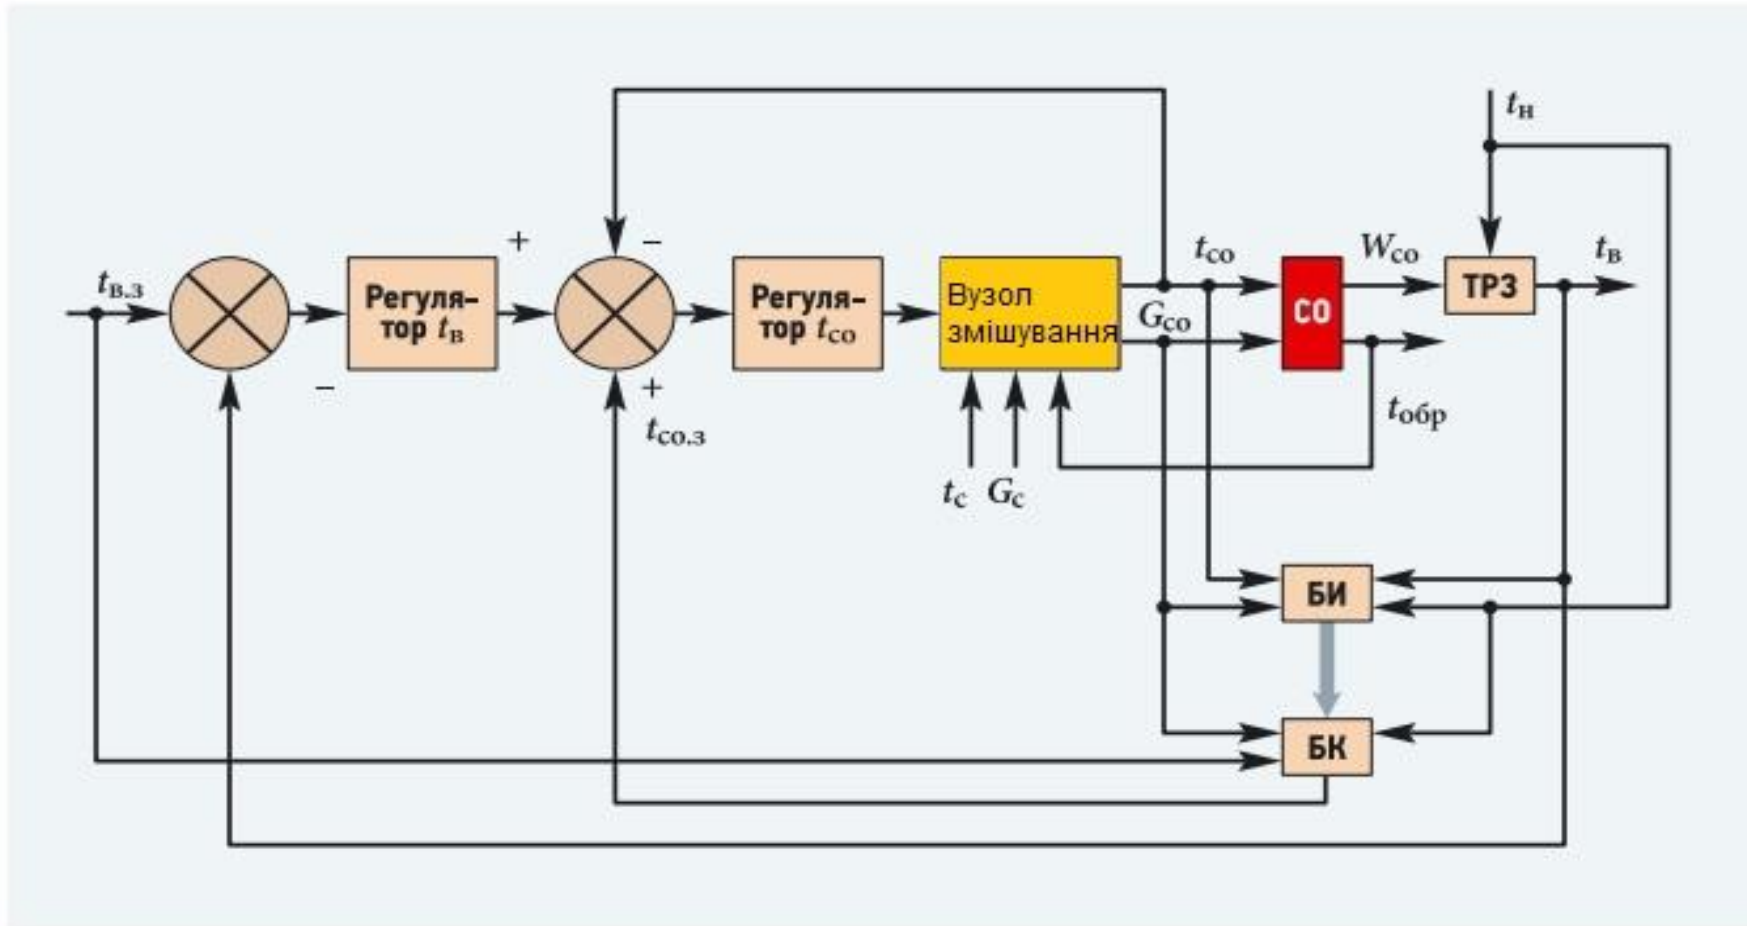 tн
+
−
tсо
Wсо
tв
tв.з
Регуля-
тор tв
Регуля-
тор tсо
Вузол
змішування
Gсо
СО
ТРЗ
−
+
tсо.з
tобр
tс
Gс
БИ
БК